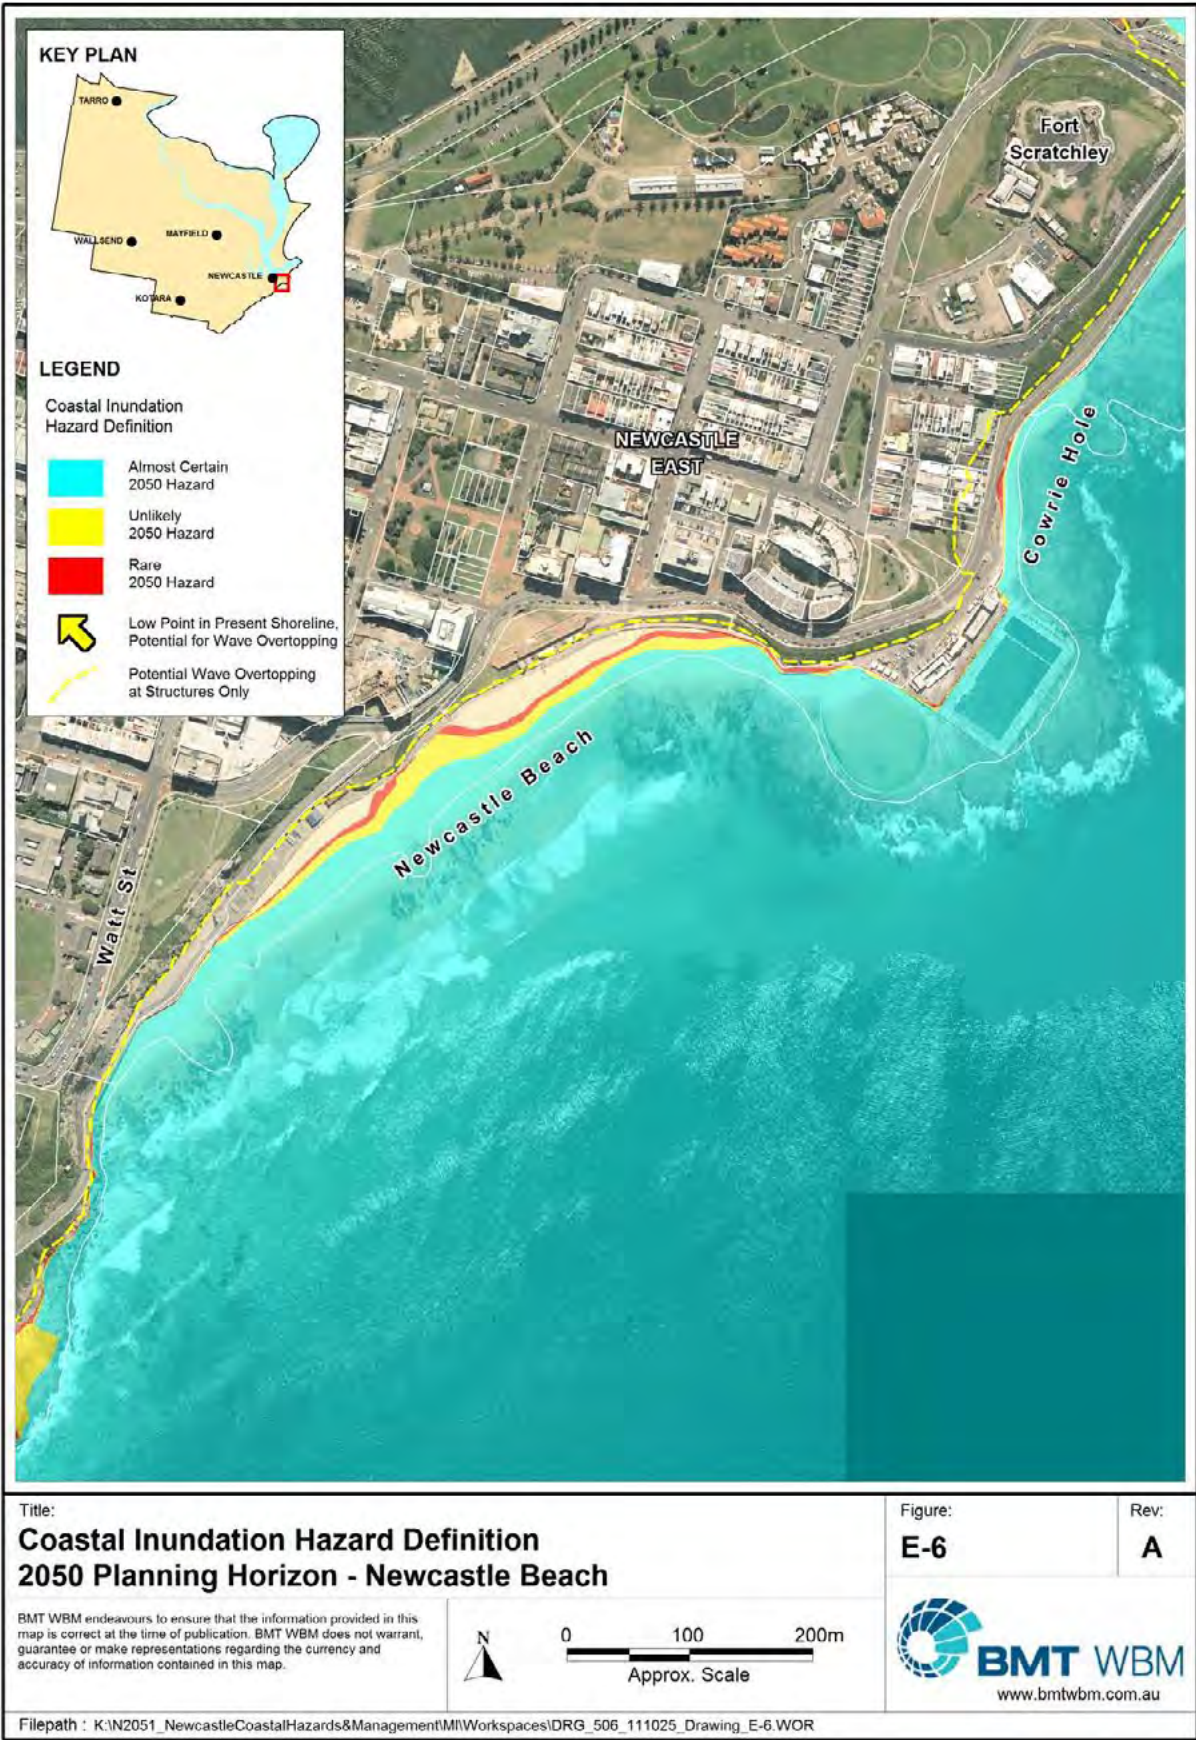 KEY PLAN
TARRO
WALLSEND
MAYFIELD
NEWCASTLE
KOTARA
LEGEND
Coastal Inundation
Hazard Definition
Almost Certain
2050 Hazard
Unlikely
2050 Hazard
Rare
2050 Hazard
Low Point in Present Shoreline,
Potential for Wave Overtopping
Potential Wave Overtopping
at Structures Only
Fort
Scratchley
NEWCASTLE
EAST
Cowrie Hole
Newcastle Beach
Watt St
Title:
Coastal Inundation Hazard Definition
2050 Planning Horizon - Newcastle Beach
Figure:
E-6
Rev:
A
BMT WBM endeavours to ensure that the information provided in this
map is correct at the time of publication. BMT WBM does not warrant,
guarantee or make representations regarding the currency and
accuracy of information contained in this map.
N
0 100 200m
Approx. Scale
BMT WBM
www.bmtwbm.com.au
Filepath : K:\N2051_NewcastleCoastalHazards&Management\MI\Workspaces\DRG_506_111025_Drawing_E-6.WOR